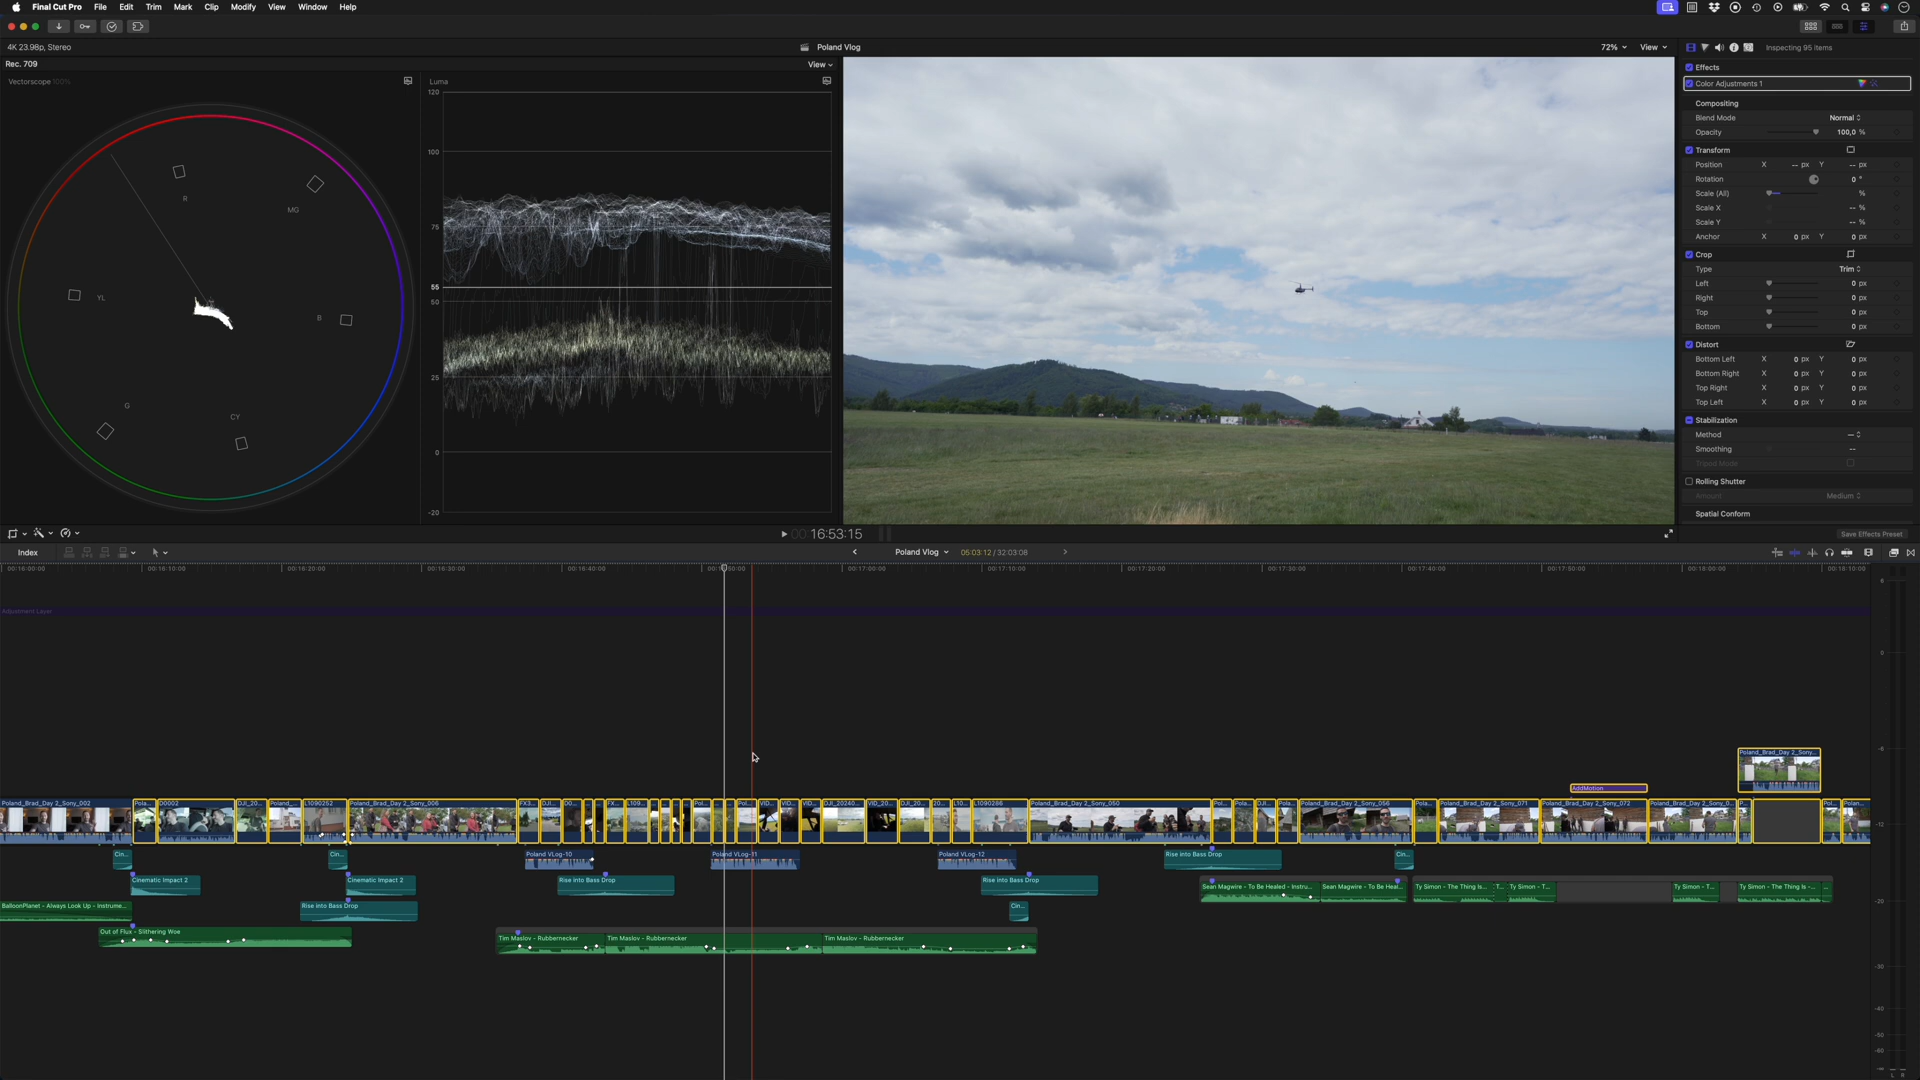 Final Cut Pro File Edit Trim Mark Clip Modify View Window Help
4K 23.98p, Stereo
Poland Vlog
72% View
Inspecting 95 items
Rec. 709
View
Vectorscope 100%
Luma
R
MG
B
CY
G
YL
120
100
75
55
50
25
0
-20
Effects
Color Adjustments 1
Compositing
Blend Mode Normal
Opacity 100,0 %
Transform
Position X -- px Y -- px
Rotation 0 °
Scale (All) %
Scale X -- %
Scale Y -- %
Anchor X 0 px Y 0 px
Crop
Type Trim
Left 0 px
Right 0 px
Top 0 px
Bottom 0 px
Distort
Bottom Left X 0 px Y 0 px
Bottom Right X 0 px Y 0 px
Top Right X 0 px Y 0 px
Top Left X 0 px Y 0 px
Stabilization
Method --
Smoothing --
Tripod Mode
Rolling Shutter
Amount Medium
Spatial Conform
Save Effects Preset
00:16:53:15
Index
Poland Vlog 05:03:12 / 32:03:08
00:16:00:00 00:16:10:00 00:16:20:00 00:16:30:00 00:16:40:00 00:17:00:00 00:17:10:00 00:17:20:00 00:17:30:00 00:17:40:00 00:17:50:00 00:18:00:00 00:18:10:00
Adjustment Layer
Poland_Brad_Day 2_Sony...
AddMotion
Poland_Brad_Day 2_Sony_002 Pola... D0002 DJI_20... Poland_... L1090252 Poland_Brad_Day 2_Sony_006 FX3... DJI... D0... FX... L109... Pol... Pol... VID... VID... VID... DJI_20240... VID_20... DJI_20... 20... L10... L1090286 Poland_Brad_Day 2_Sony_050 Pol... Pola... DJI... Pols... Poland_Brad_Day 2_Sony_056 Pola... Poland_Brad_Day 2_Sony_071 Poland_Brad_Day 2_Sony_072 Poland_Brad_Day 2_Sony_0... P... Pol... Polan...
Cin... Cin... Poland VLog-10 Poland VLog-11 Poland VLog-12 Rise into Bass Drop Cin...
Cinematic Impact 2 Cinematic Impact 2 Rise into Bass Drop Rise into Bass Drop
Sean Magwire - To Be Healed - Instru... Sean Magwire - To Be Heal... Ty Simon - The Thing Is... T... Ty Simon - T... Ty Simon - T... Ty Simon - The Thing Is -... ...
BalloonPlanet - Always Look Up - Instrume... Rise into Bass Drop Cin...
Out of Flux - Slithering Woe
Tim Maslov - Rubbernecker Tim Maslov - Rubbernecker Tim Maslov - Rubbernecker
6
0
-6
-12
-20
-30
-40
-50
-60
L R